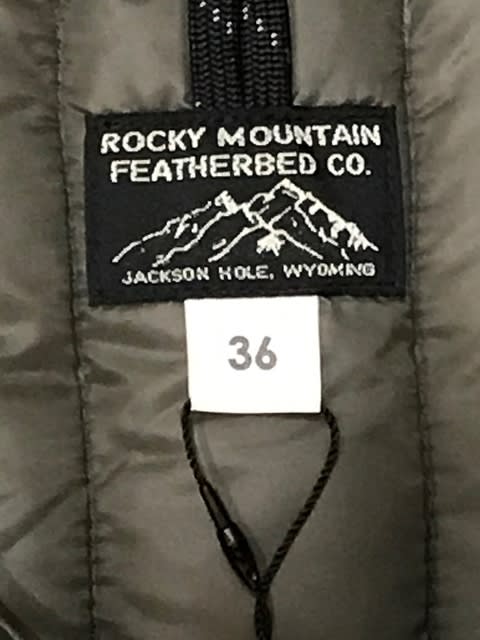 ROCKY MOUNTAIN
FEATHERBED CO.
JACKSON HOLE, WYOMING
36